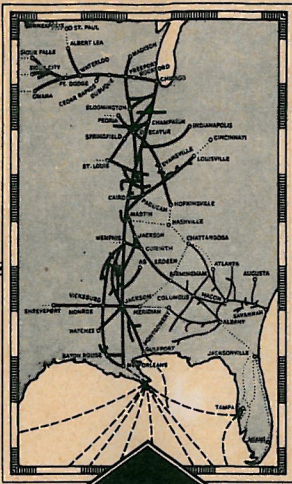 ST. PAUL
ALBERT LEA
MADISON
SIOUX FALLS
WATERLOO
FREEPORT
ROCKFORD
SIOUX CITY
FT. DODGE
CHICAGO
OMAHA
CEDAR RAPIDS
DUBUQUE
BLOOMINGTON
PEORIA
CHAMPAIGN
INDIANAPOLIS
SPRINGFIELD
DECATUR
CINCINNATI
EVANSVILLE
LOUISVILLE
ST. LOUIS
CAIRO
PADUCAH
HOPKINSVILLE
MARTIN
NASHVILLE
MEMPHIS
JACKSON
CHATTANOOGA
CORINTH
ABERDEEN
BIRMINGHAM
ATLANTA
AUGUSTA
VICKSBURG
JACKSON
COLUMBUS
MACON
SHREVEPORT
MONROE
MERIDIAN
SAVANNAH
ALBANY
NATCHEZ
MONTGOMERY
BATON ROUGE
GULFPORT
JACKSONVILLE
NEW ORLEANS
TAMPA
MIAMI